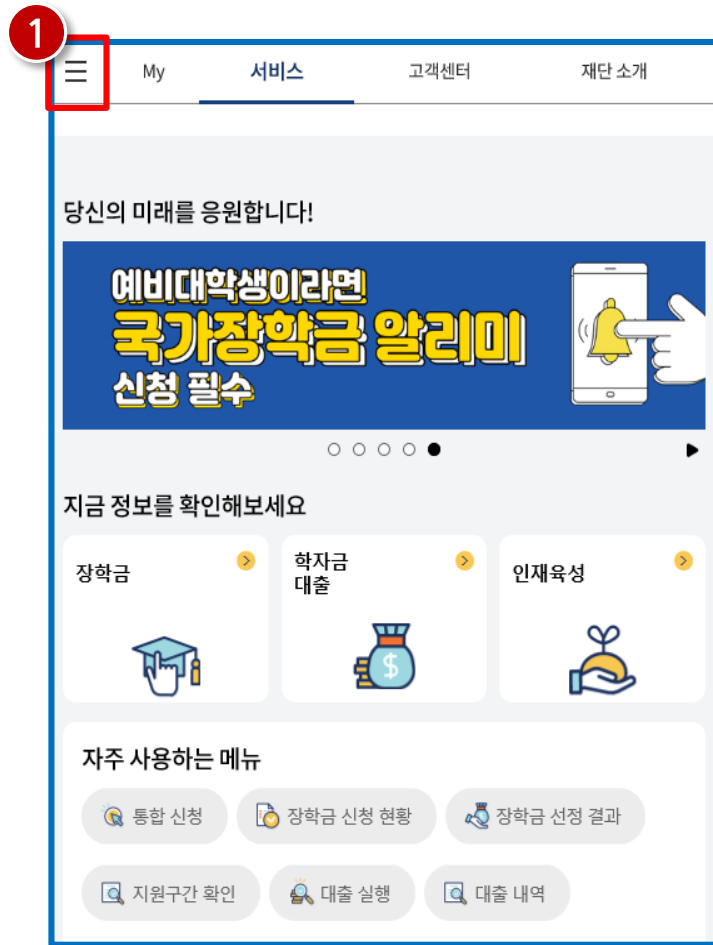 1
My 서비스 고객센터 재단 소개
당신의 미래를 응원합니다!
예비대학생이라면
국가장학금 알리미
신청 필수
지금 정보를 확인해보세요
장학금
학자금
대출
인재육성
$
자주 사용하는 메뉴
통합 신청 장학금 신청 현황 장학금 선정 결과
지원구간 확인 대출 실행 대출 내역